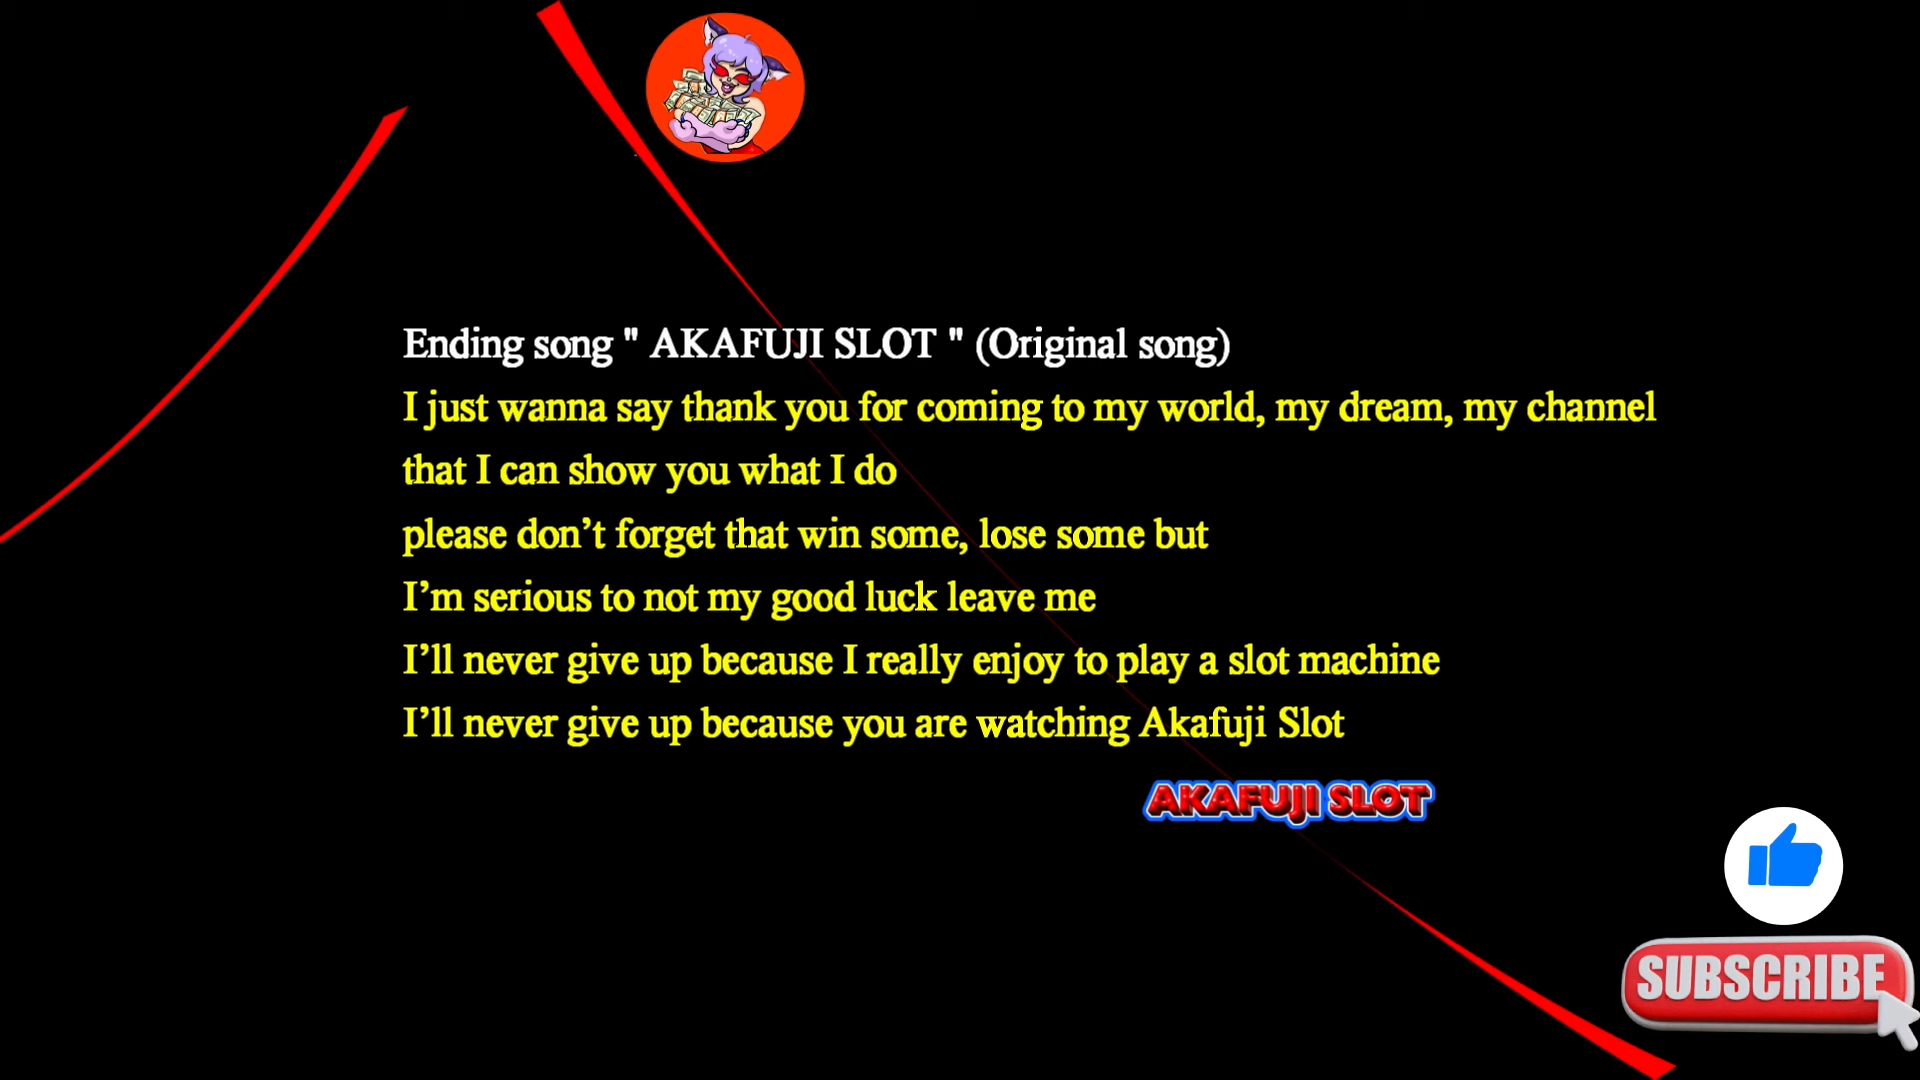 Ending song " AKAFUJI SLOT " (Original song)
I just wanna say thank you for coming to my world, my dream, my channel
that I can show you what I do
please don’t forget that win some, lose some but
I’m serious to not my good luck leave me
I’ll never give up because I really enjoy to play a slot machine
I’ll never give up because you are watching Akafuji Slot
AKAFUJI SLOT
SUBSCRIBE